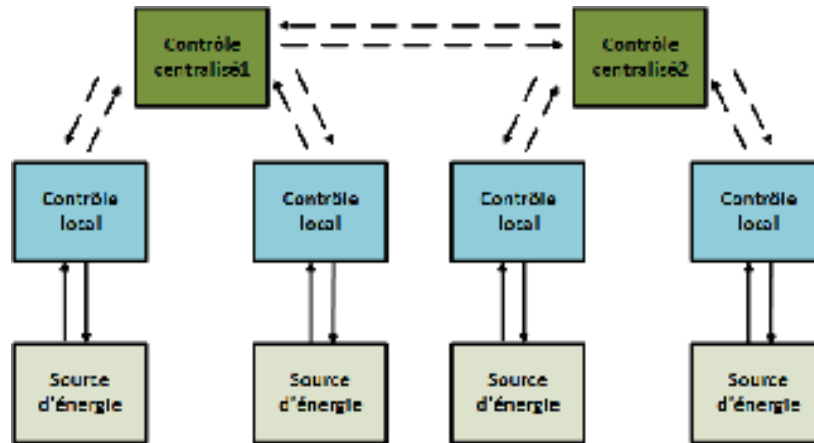 Contrôle
centralisé1
Contrôle
centralisé2
Contrôle
local
Contrôle
local
Contrôle
local
Contrôle
local
Source
d'énergie
Source
d'énergie
Source
d'énergie
Source
d'énergie